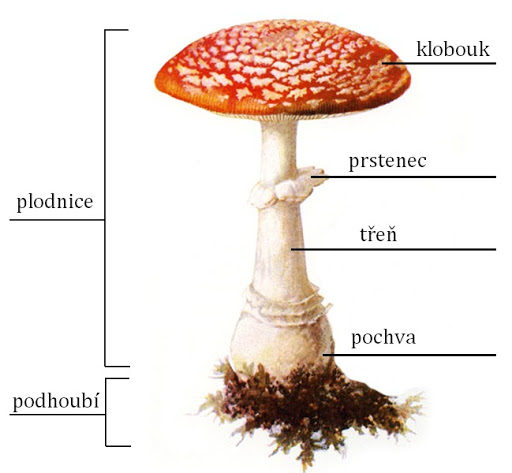 klobouk
prstenec
plodnice
třeň
pochva
podhoubí